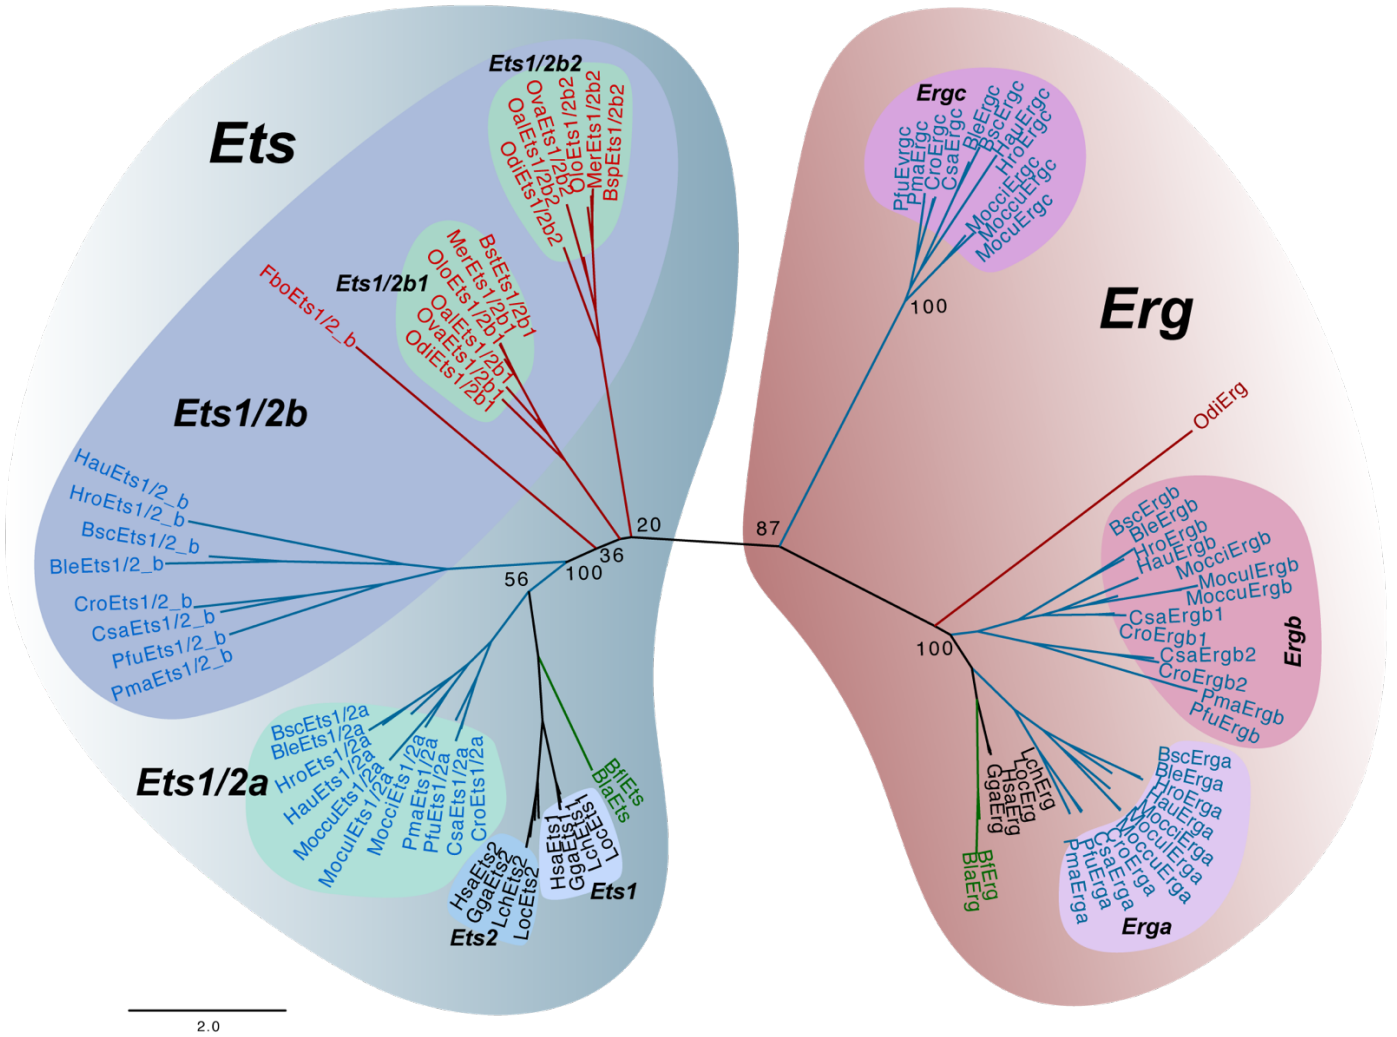 Ets
Ets1/2b2
OvaEts1/2b2
OalEts1/2b2
OdiEts1/2b2
OloEts1/2b2
MerEts1/2b2
BspEts1/2b2
Ets1/2b1
BstEts1/2b1
MerEts1/2b1
OloEts1/2b1
OalEts1/2b1
OvaEts1/2b1
OdiEts1/2b1
FboEts1/2_b
Ets1/2b
HauEts1/2_b
HroEts1/2_b
BscEts1/2_b
BleEts1/2_b
CroEts1/2_b
CsaEts1/2_b
PfuEts1/2_b
PmaEts1/2_b
20
36
100
56
Ets1/2a
BscEts1/2a
BleEts1/2a
HroEts1/2a
HauEts1/2a
MoccuEts1/2a
MoculEts1/2a
MocciEts1/2a
PmaEts1/2a
PfuEts1/2a
CsaEts1/2a
CroEts1/2a
HsaEts2
GgaEts2
LchEts2
LocEts2
Ets2
HsaEts1
GgaEts1
LchEts1
LocEts1
Ets1
BflEts
BlaEts
2.0
Erg
Ergc
PfuEvrgc
PmaErgc
CroErgc
CsaErgc
BleErgc
BscErgc
HauErgc
HroErgc
MocciErgc
MoccuErgc
MocuErgc
100
87
OdiErg
100
BscErgb
BleErgb
HroErgb
HauErgb
MocciErgb
MoculErgb
MoccuErgb
CsaErgb1
CroErgb1
CsaErgb2
CroErgb2
PmaErgb
PfuErgb
Ergb
LchErg
LocErg
HsaErg
GgaErg
BfErg
BlaErg
BscErga
BleErga
HroErga
HauErga
MocciErga
MoculErga
MoccuErga
CroErga
CsaErga
PfuErga
PmaErga
Erga